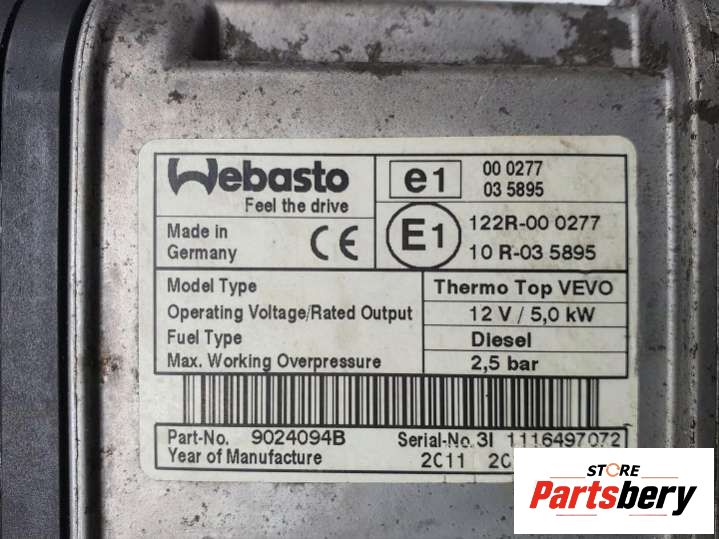 Webasto
Feel the drive
e1
00 0277
03 5895
Made in
Germany
CE
E1
122R-00 0277
10 R-03 5895
Model Type Thermo Top VEVO
Operating Voltage/Rated Output 12 V / 5,0 kW
Fuel Type Diesel
Max. Working Overpressure 2,5 bar
Part-No. 9024094B Serial-No. 3I 1116497072
Year of Manufacture 2011
STORE
Partsbery